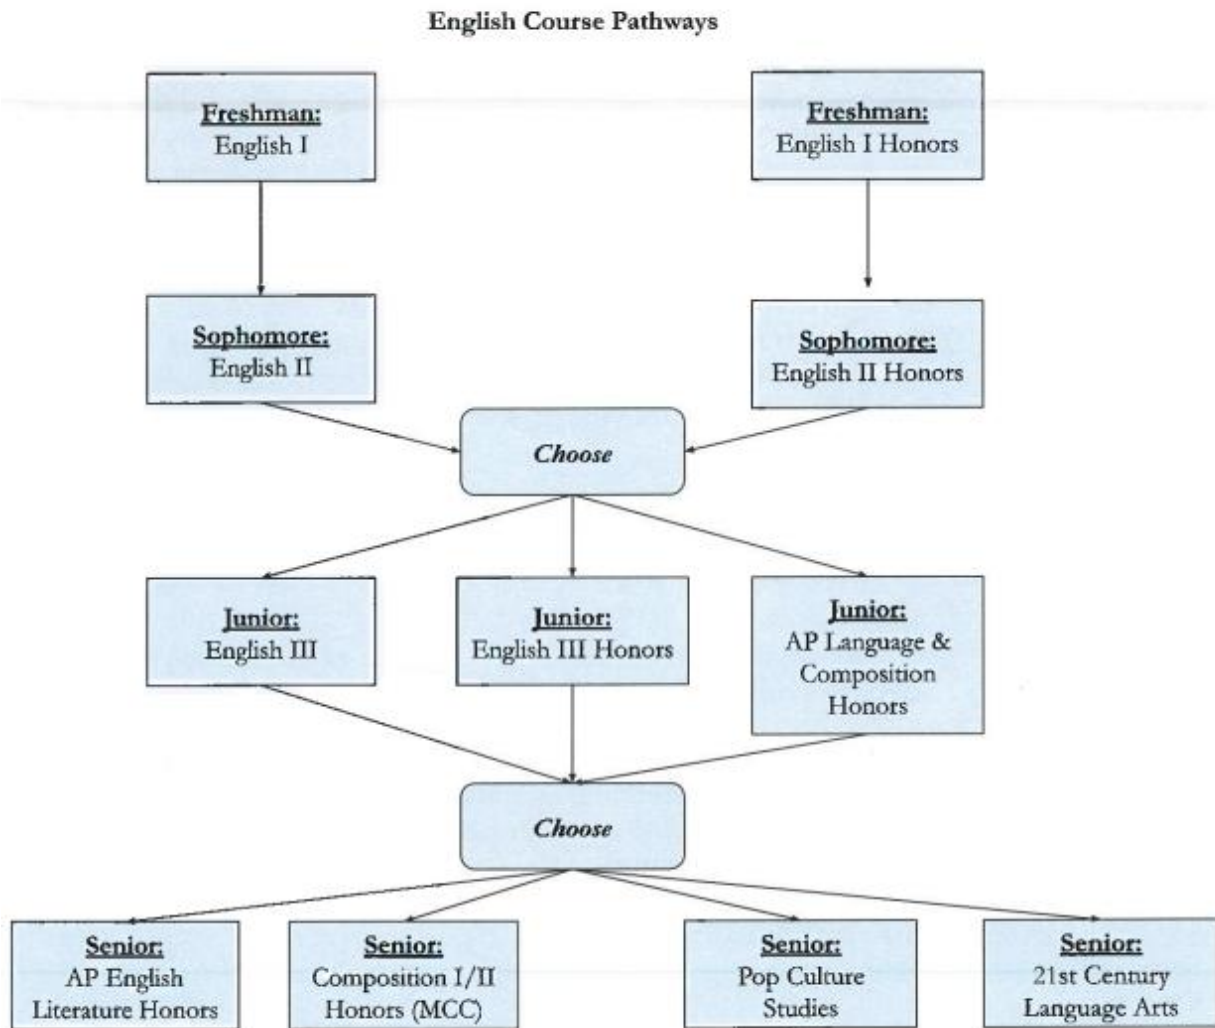 English Course Pathways
Freshman:
English I
Freshman:
English I Honors
Sophomore:
English II
Sophomore:
English II Honors
Choose
Junior:
English III
Junior:
English III Honors
Junior:
AP Language &
Composition
Honors
Choose
Senior:
AP English
Literature Honors
Senior:
Composition I/II
Honors (MCC)
Senior:
Pop Culture
Studies
Senior:
21st Century
Language Arts